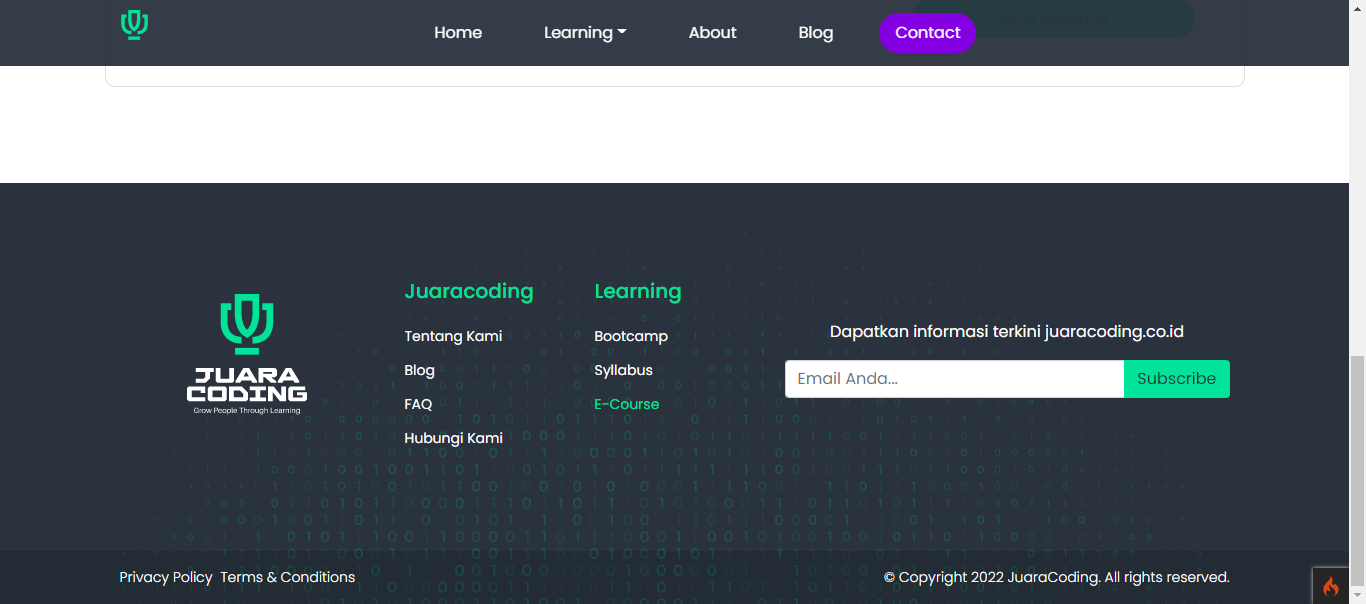 Home Learning About Blog Contact
Send Message
JUARA
CODING
Grow People Through Learning
Juaracoding
Tentang Kami
Blog
FAQ
Hubungi Kami
Learning
Bootcamp
Syllabus
E-Course
Dapatkan informasi terkini juaracoding.co.id
Email Anda...
Subscribe
Privacy Policy Terms & Conditions
© Copyright 2022 JuaraCoding. All rights reserved.